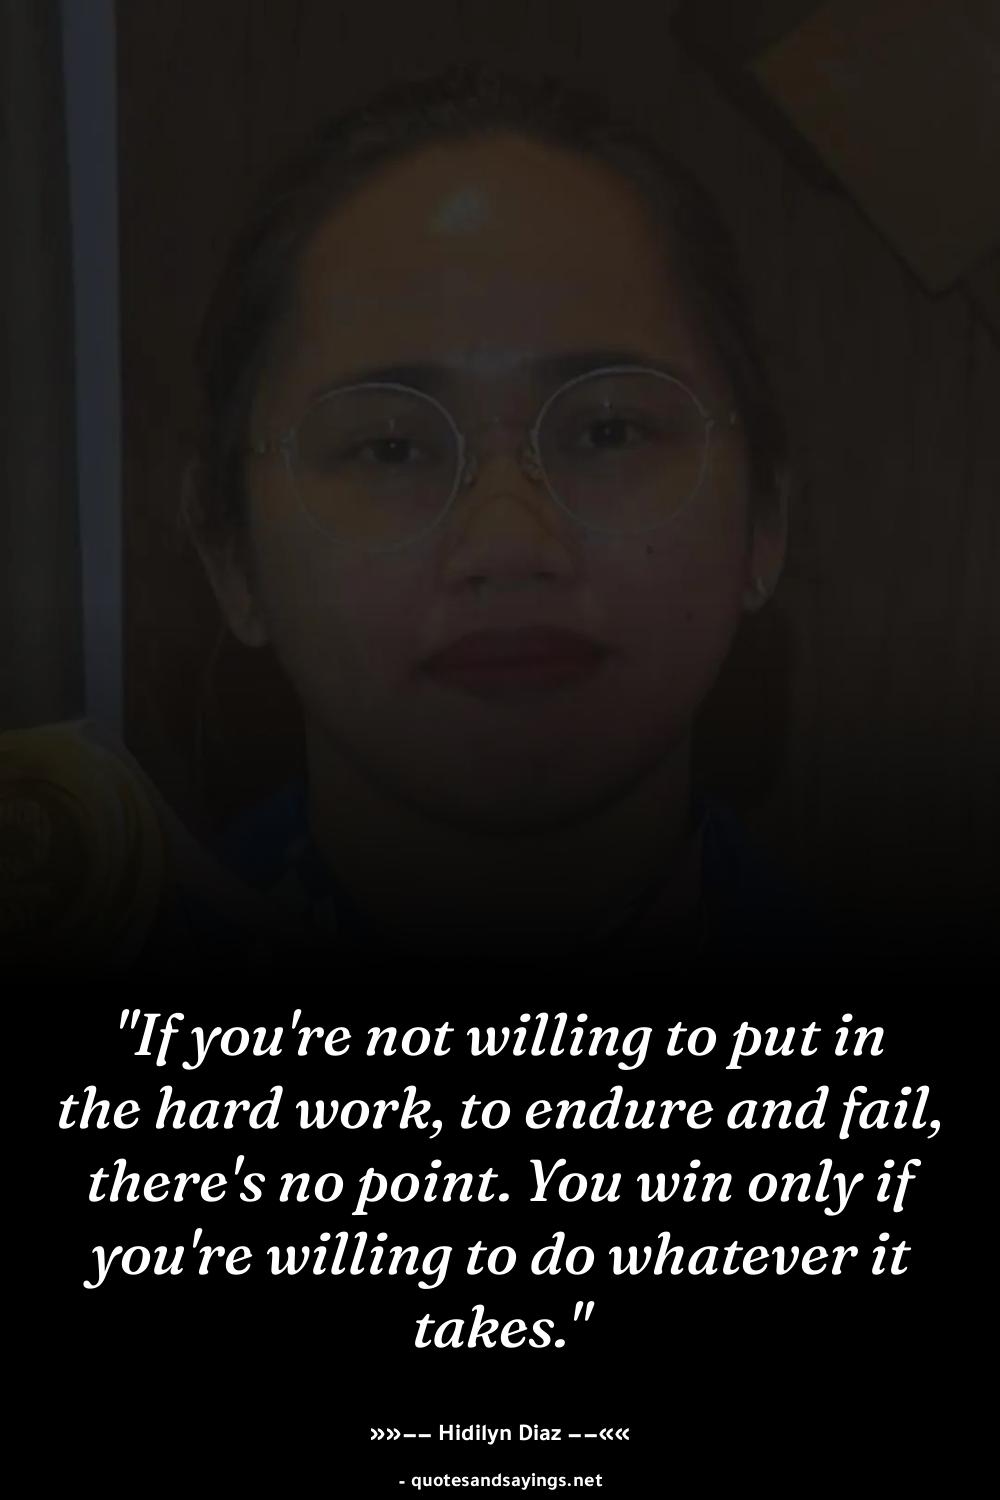 "If you're not willing to put in
the hard work, to endure and fail,
there's no point. You win only if
you're willing to do whatever it
takes."
»»–– Hidilyn Diaz ––««
- quotesandsayings.net